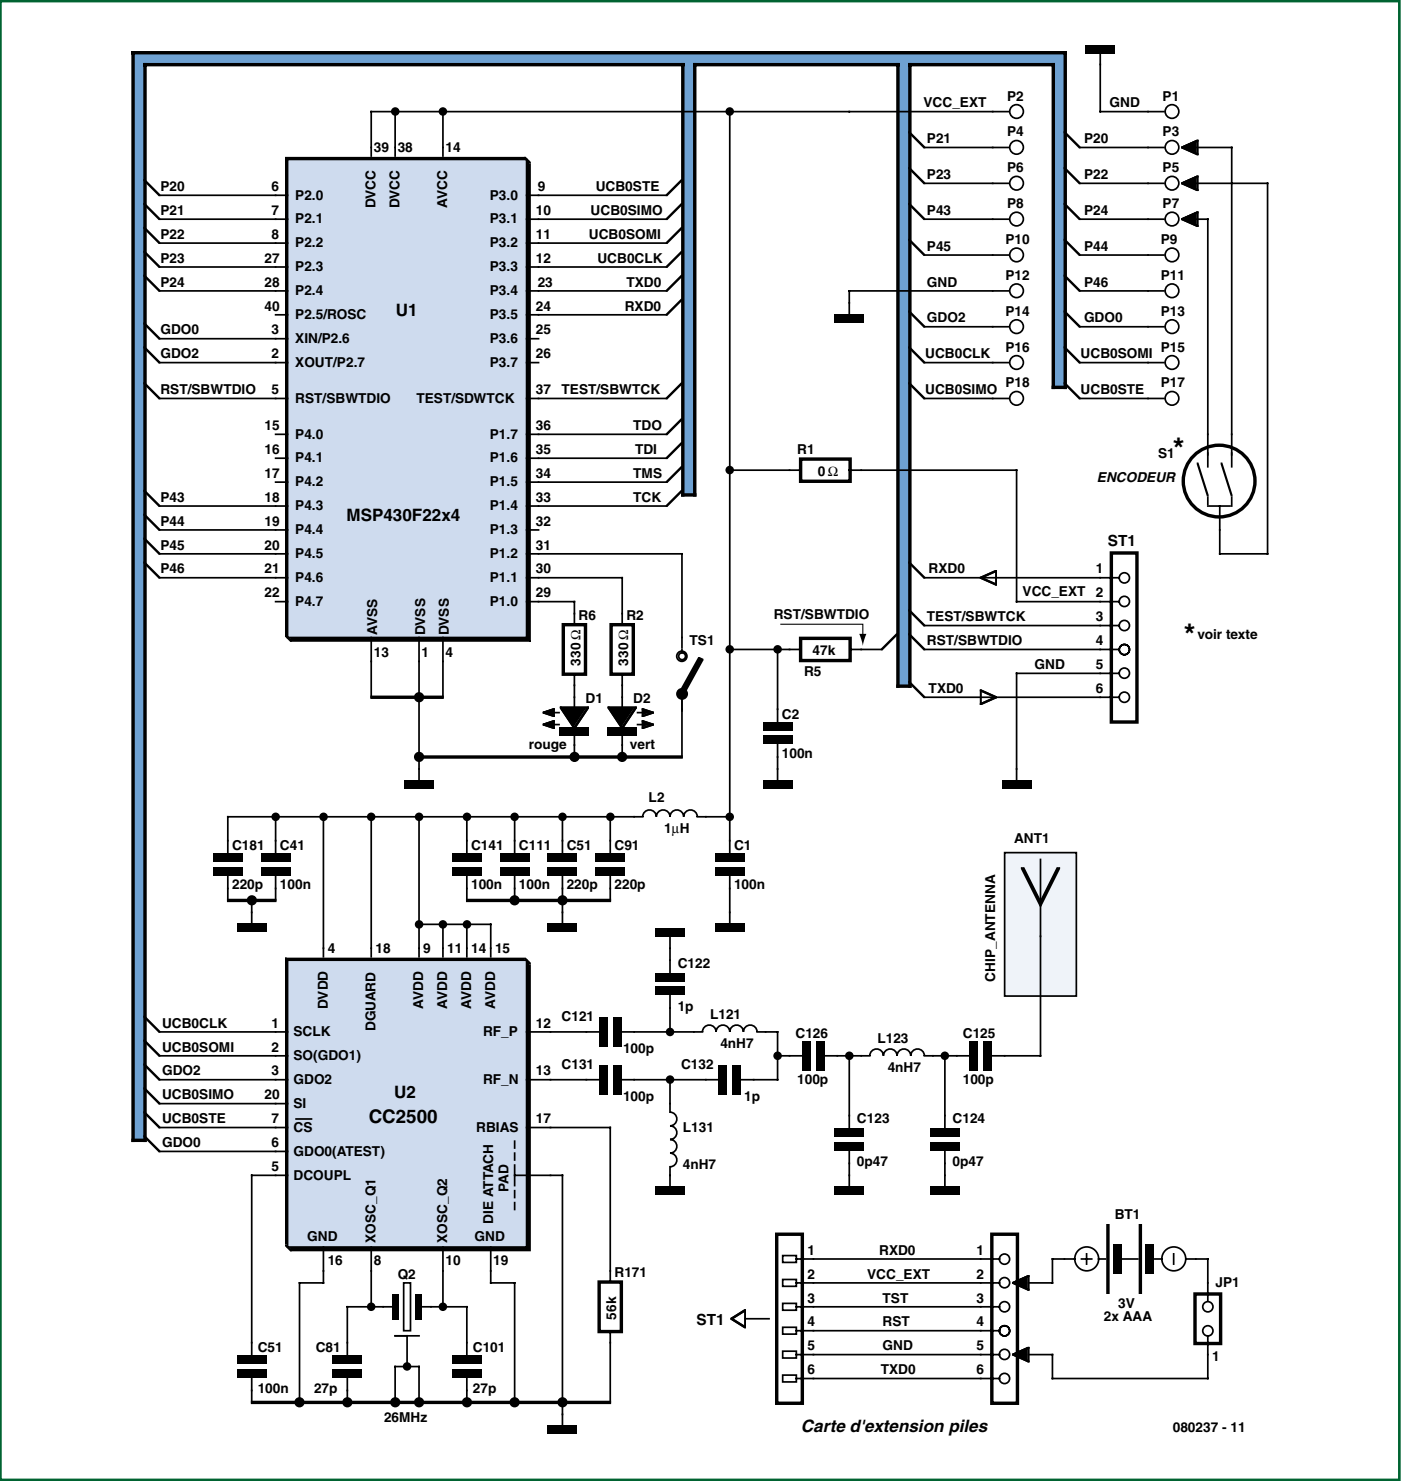 VCC_EXT P2
GND P1
P21 P4
P20 P3
P23 P6
P22 P5
P43 P8
P24 P7
P45 P10
P44 P9
GND P12
P46 P11
GDO2 P14
GDO0 P13
UCB0CLK P16
UCB0SOMI P15
UCB0SIMO P18
UCB0STE P17
39 38 14
DVCC DVCC AVCC
P20 6 P2.0
P21 7 P2.1
P22 8 P2.2
P23 27 P2.3
P24 28 P2.4
40 P2.5/ROSC
GDO0 3 XIN/P2.6
GDO2 2 XOUT/P2.7
RST/SBWTDIO 5 RST/SBWTDIO
15 P4.0
16 P4.1
17 P4.2
P43 18 P4.3
P44 19 P4.4
P45 20 P4.5
P46 21 P4.6
22 P4.7
U1
MSP430F22x4
P3.0 9 UCB0STE
P3.1 10 UCB0SIMO
P3.2 11 UCB0SOMI
P3.3 12 UCB0CLK
P3.4 23 TXD0
P3.5 24 RXD0
P3.6 25
P3.7 26
TEST/SDWTCK 37 TEST/SBWTCK
P1.7 36 TDO
P1.6 35 TDI
P1.5 34 TMS
P1.4 33 TCK
P1.3 32
P1.2 31
P1.1 30
P1.0 29
AVSS DVSS DVSS
13 1 4
R6
330 Ω
R2
330 Ω
D1
rouge
D2
vert
TS1
R1
0 Ω
RST/SBWTDIO
47k
R5
C2
100n
S1*
ENCODEUR
ST1
RXD0 1
VCC_EXT 2
TEST/SBWTCK 3
RST/SBWTDIO 4
GND 5
TXD0 6
* voir texte
L2
1µH
C181
220p
C41
100n
C141
100n
C111
100n
C51
220p
C91
220p
C1
100n
ANT1
CHIP_ANTENNA
4 18 9 11 14 15
DVDD DGUARD AVDD AVDD AVDD AVDD
UCB0CLK 1 SCLK
UCB0SOMI 2 SO(GDO1)
GDO2 3 GDO2
UCB0SIMO 20 SI
UCB0STE 7 CS
GDO0 6 GDO0(ATEST)
5 DCOUPL
U2
CC2500
RF_P 12
RF_N 13
RBIAS 17
DIE ATTACH
PAD
GND XOSC_Q1 XOSC_Q2 GND
16 8 10 19
C121
100p
C131
100p
C122
1p
L121
4nH7
C132
1p
L131
4nH7
C126
100p
L123
4nH7
C125
100p
C123
0p47
C124
0p47
R171
56k
Q2
26MHz
C51
100n
C81
27p
C101
27p
ST1
1 RXD0 1
2 VCC_EXT 2
3 TST 3
4 RST 4
5 GND 5
6 TXD0 6
BT1
+ –
3V
2x AAA
JP1
1
Carte d'extension piles
080237 - 11